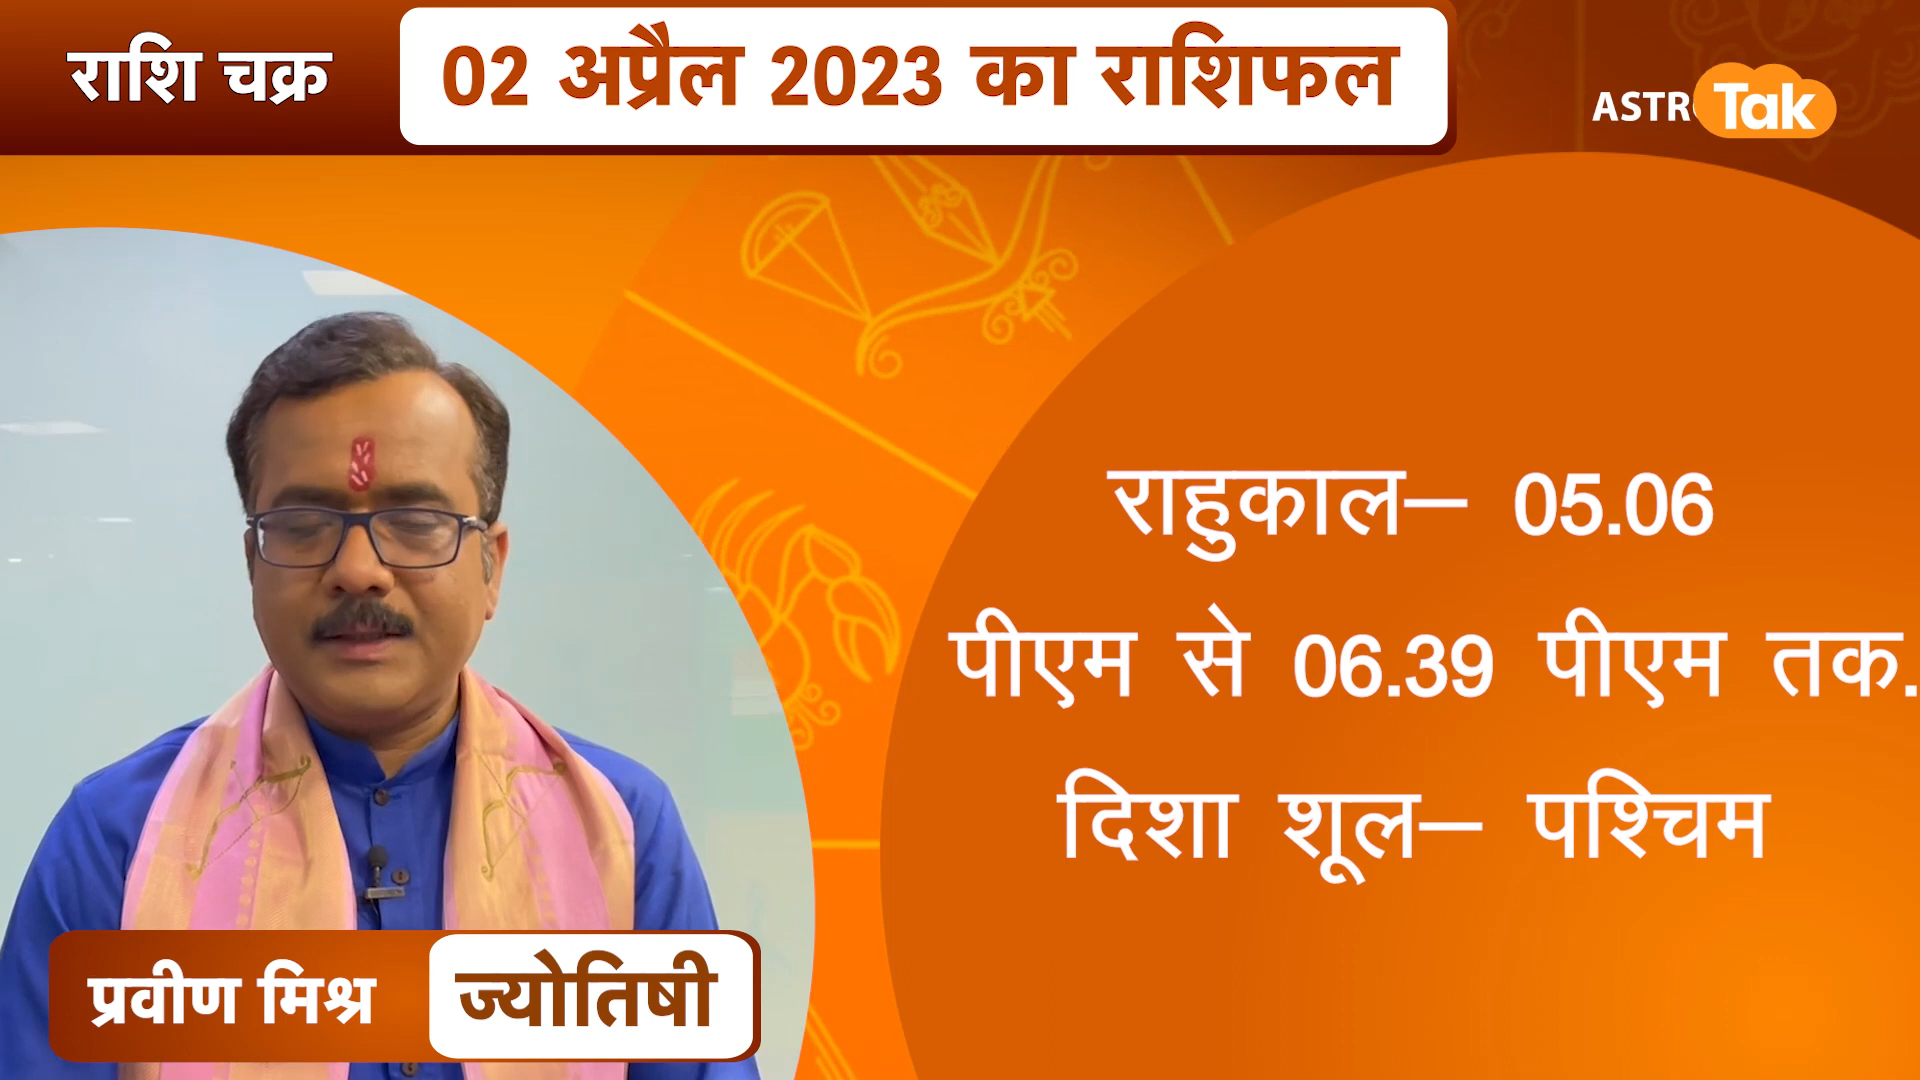 राशि चक्र
02 अप्रैल 2023 का राशिफल
ASTRO Tak
राहुकाल– 05.06
पीएम से 06.39 पीएम तक.
दिशा शूल– पश्चिम
प्रवीण मिश्र
ज्योतिषी